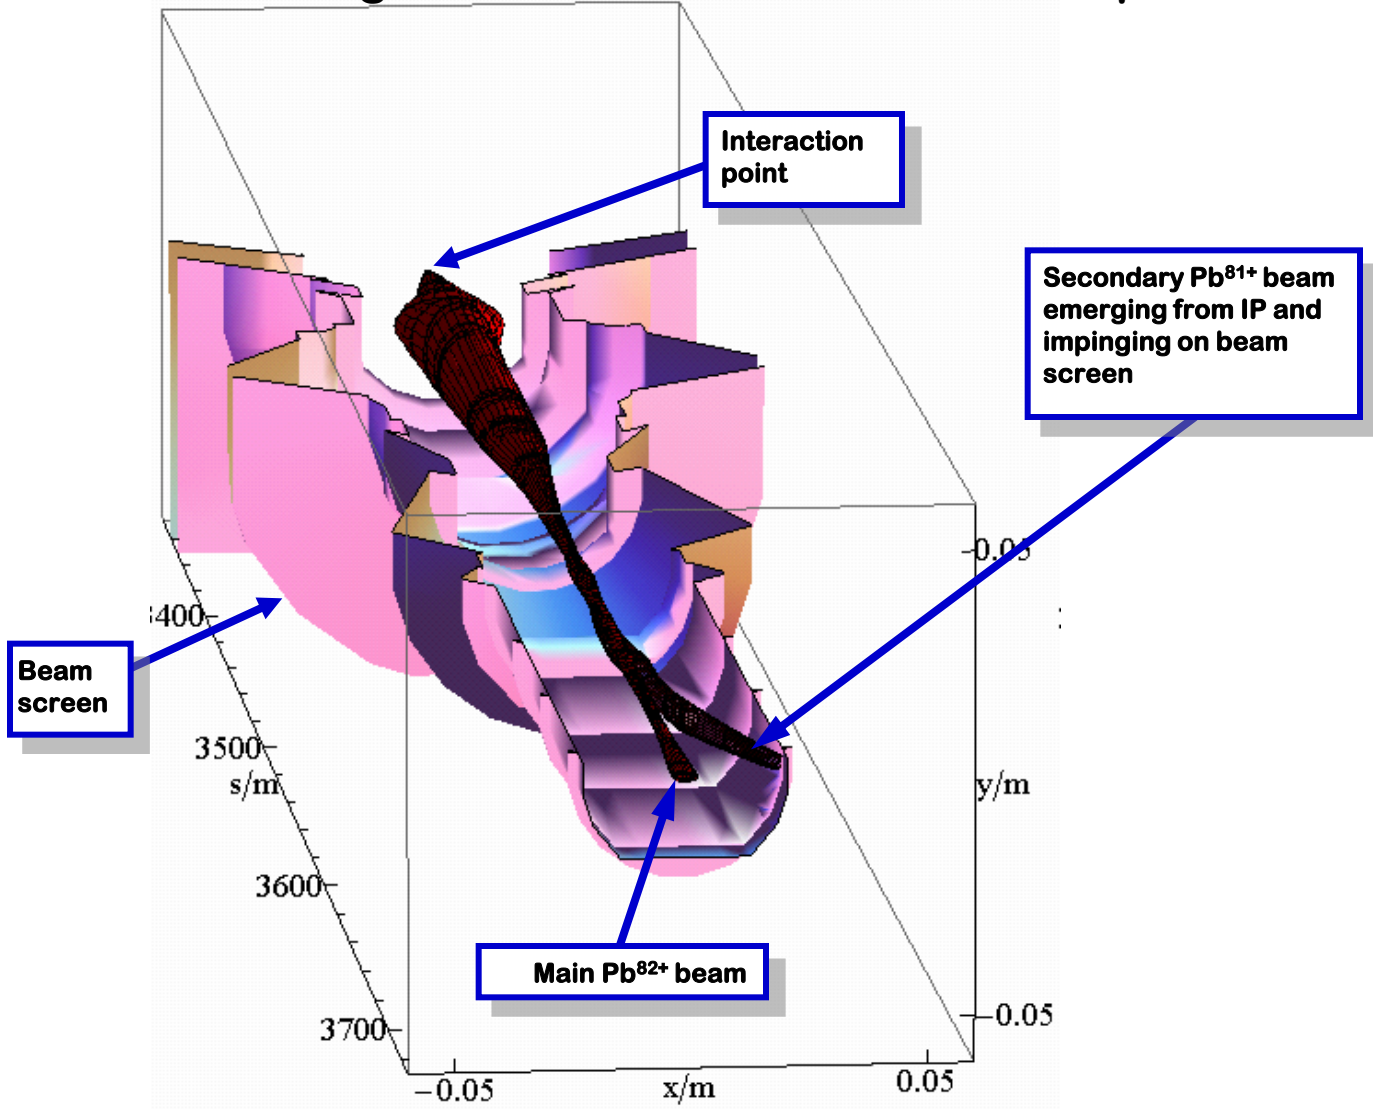 Interaction
point
Secondary Pb81+ beam
emerging from IP and
impinging on beam
screen
0.05
400
Beam
screen
3500
s/m
y/m
3600
Main Pb82+ beam
3700
−0.05
−0.05
x/m
0.05